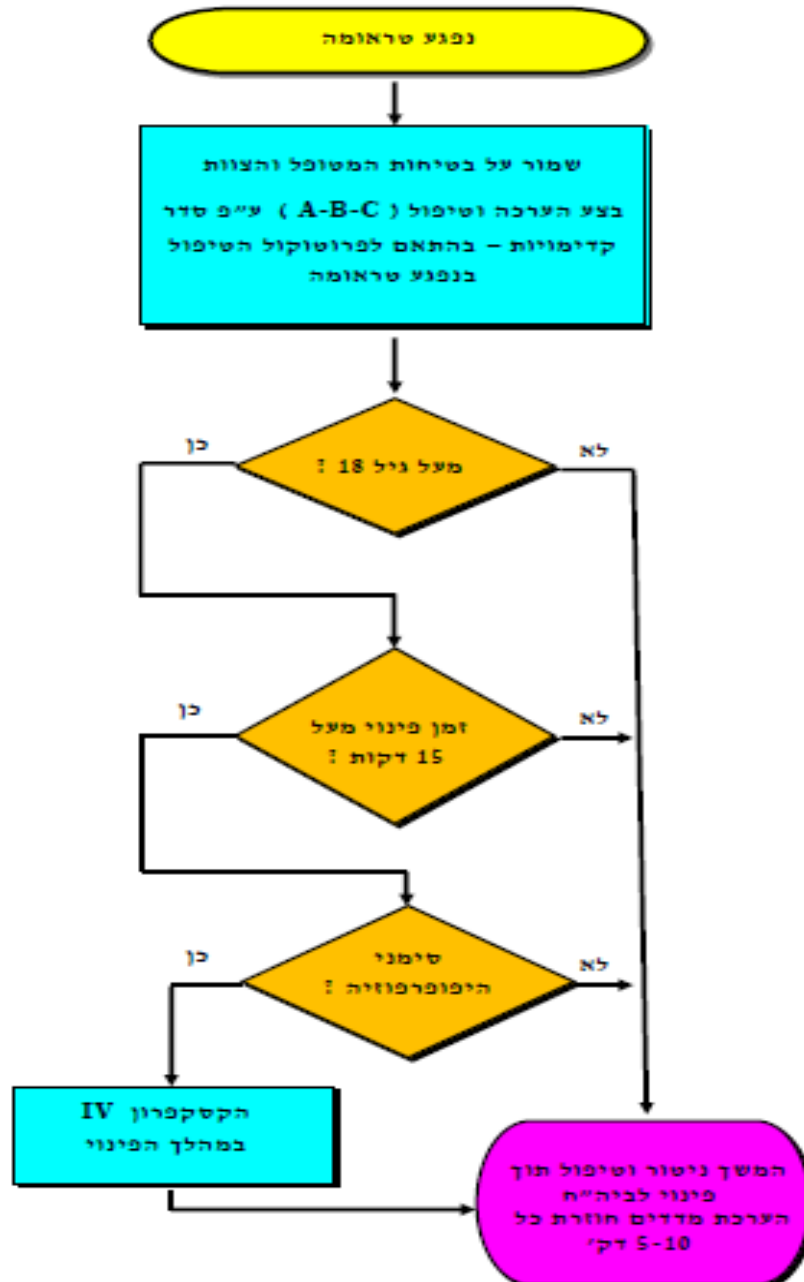 נפגע טראומה
שמור על בטיחות המטופל והצוות
בצע הערכה וטיפול ( A-B-C ) ע״פ סדר
קדימויות – בהתאם לפרוטוקול הטיפול
בנפגע טראומה
מעל גיל 18 ?
כן
לא
זמן פינוי מעל
15 דקות ?
כן
לא
סימני
היפופרפוזיה ?
כן
לא
הקסקפרון IV
במהלך הפינוי
המשך ניטור וטיפול תוך
פינוי לביה״ח
הערכת מדדים חוזרת כל
5-10 דק׳